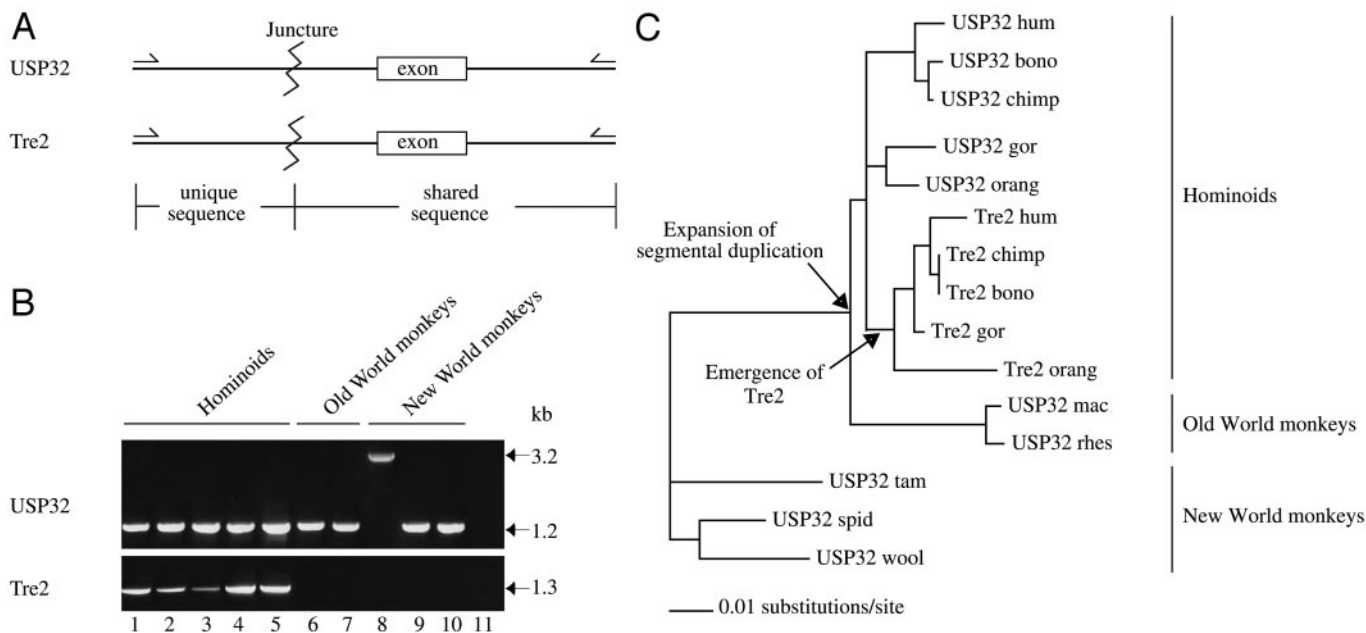 A
Juncture
USP32
exon
Tre2
exon
unique
sequence
shared
sequence
B
Hominoids
Old World monkeys
New World monkeys
kb
USP32
3.2
1.2
Tre2
1.3
1 2 3 4 5 6 7 8 9 10 11
C
USP32 hum
USP32 bono
USP32 chimp
USP32 gor
USP32 orang
Tre2 hum
Tre2 chimp
Tre2 bono
Tre2 gor
Tre2 orang
USP32 mac
USP32 rhes
USP32 tam
USP32 spid
USP32 wool
Expansion of
segmental duplication
Emergence of
Tre2
Hominoids
Old World monkeys
New World monkeys
0.01 substitutions/site